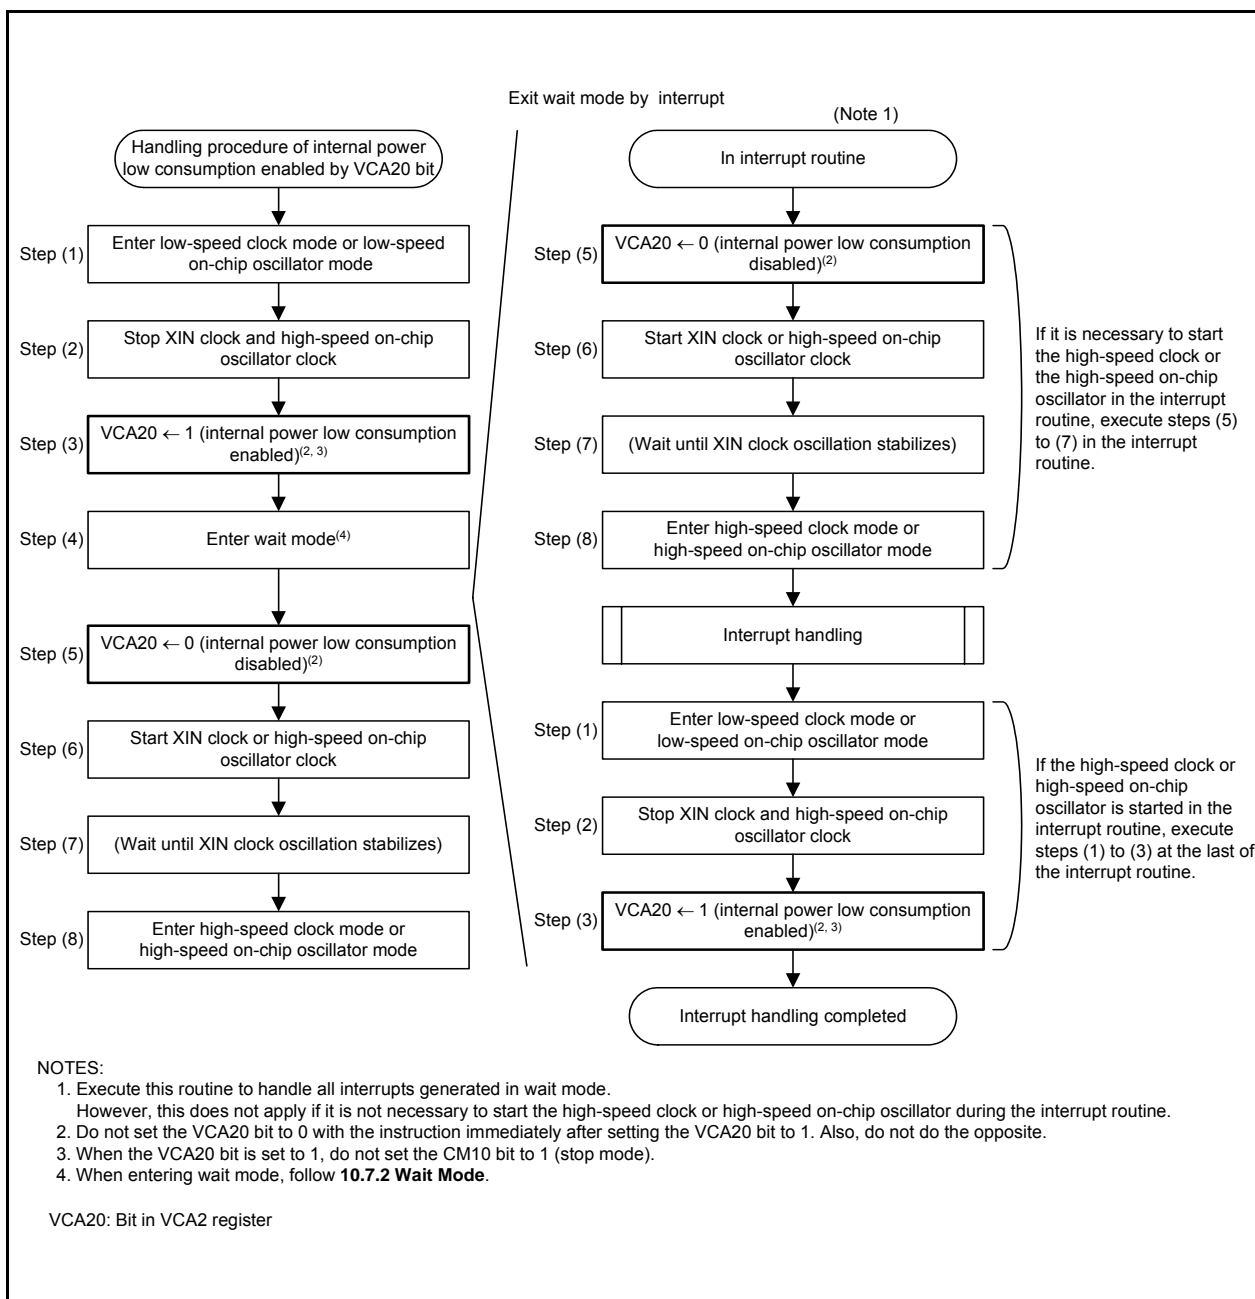 Handling procedure of internal power
low consumption enabled by VCA20 bit
Step (1)
Enter low-speed clock mode or low-speed
on-chip oscillator mode
Step (2)
Stop XIN clock and high-speed on-chip
oscillator clock
Step (3)
VCA20 ← 1 (internal power low consumption
enabled)(2, 3)
Step (4)
Enter wait mode(4)
Step (5)
VCA20 ← 0 (internal power low consumption
disabled)(2)
Step (6)
Start XIN clock or high-speed on-chip
oscillator clock
Step (7)
(Wait until XIN clock oscillation stabilizes)
Step (8)
Enter high-speed clock mode or
high-speed on-chip oscillator mode
Exit wait mode by interrupt
(Note 1)
In interrupt routine
Step (5)
VCA20 ← 0 (internal power low consumption
disabled)(2)
Step (6)
Start XIN clock or high-speed on-chip
oscillator clock
Step (7)
(Wait until XIN clock oscillation stabilizes)
Step (8)
Enter high-speed clock mode or
high-speed on-chip oscillator mode
If it is necessary to start
the high-speed clock or
the high-speed on-chip
oscillator in the interrupt
routine, execute steps (5)
to (7) in the interrupt
routine.
Interrupt handling
Step (1)
Enter low-speed clock mode or
low-speed on-chip oscillator mode
Step (2)
Stop XIN clock and high-speed on-chip
oscillator clock
Step (3)
VCA20 ← 1 (internal power low consumption
enabled)(2, 3)
If the high-speed clock or
high-speed on-chip
oscillator is started in the
interrupt routine, execute
steps (1) to (3) at the last of
the interrupt routine.
Interrupt handling completed
NOTES:
1. Execute this routine to handle all interrupts generated in wait mode.
However, this does not apply if it is not necessary to start the high-speed clock or high-speed on-chip oscillator during the interrupt routine.
2. Do not set the VCA20 bit to 0 with the instruction immediately after setting the VCA20 bit to 1. Also, do not do the opposite.
3. When the VCA20 bit is set to 1, do not set the CM10 bit to 1 (stop mode).
4. When entering wait mode, follow 10.7.2 Wait Mode.
VCA20: Bit in VCA2 register